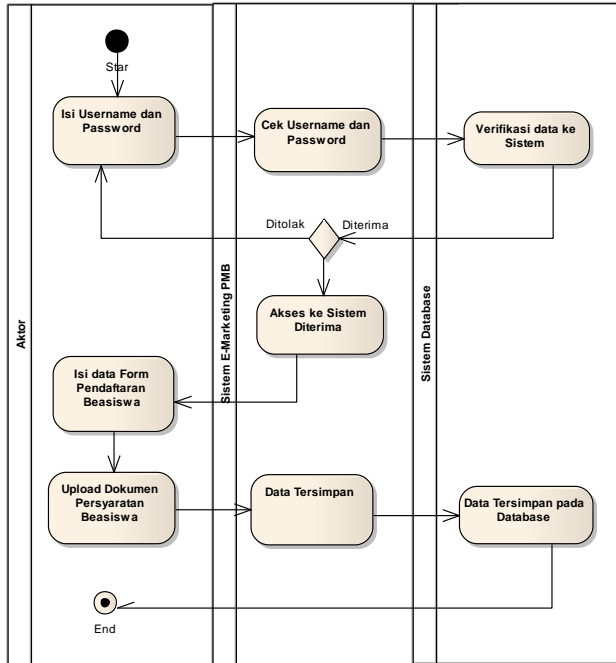 Star
Isi Username dan
Password
Cek Username dan
Password
Verifikasi data ke
Sistem
Ditolak
Diterima
Akses ke Sistem
Diterima
Aktor
Sistem E-Marketing PMB
Sistem Database
Isi data Form
Pendaftaran
Beasiswa
Upload Dokumen
Persyaratan
Beasiswa
Data Tersimpan
Data Tersimpan pada
Database
End